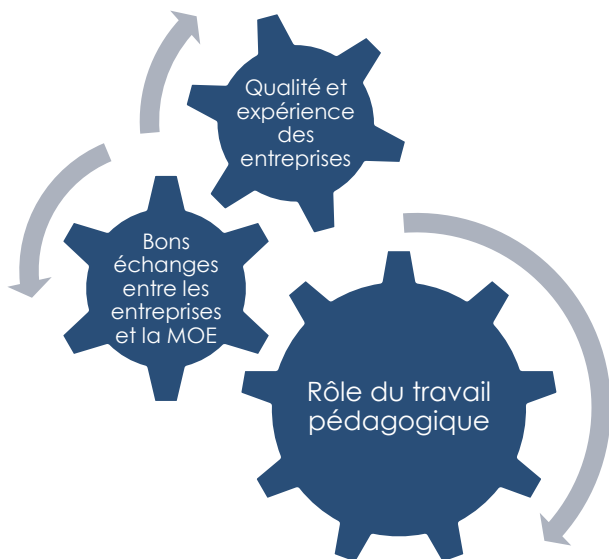 Qualité et
expérience
des
entreprises
Bons
échanges
entre les
entreprises
et la MOE
Rôle du travail
pédagogique